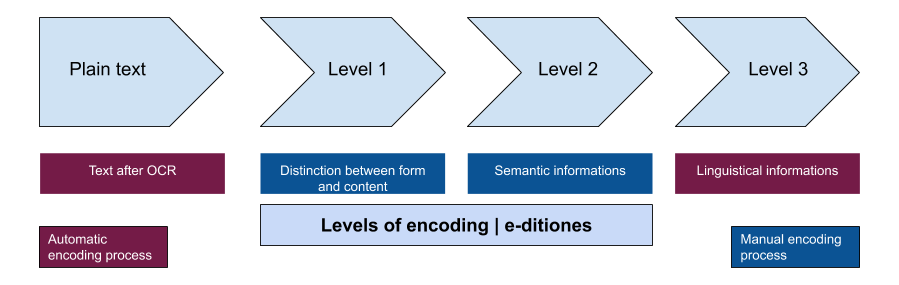 Plain text
Level 1
Level 2
Level 3
Text after OCR
Distinction between form
and content
Semantic informations
Linguistical informations
Levels of encoding | e-ditiones
Automatic
encoding process
Manual encoding
process